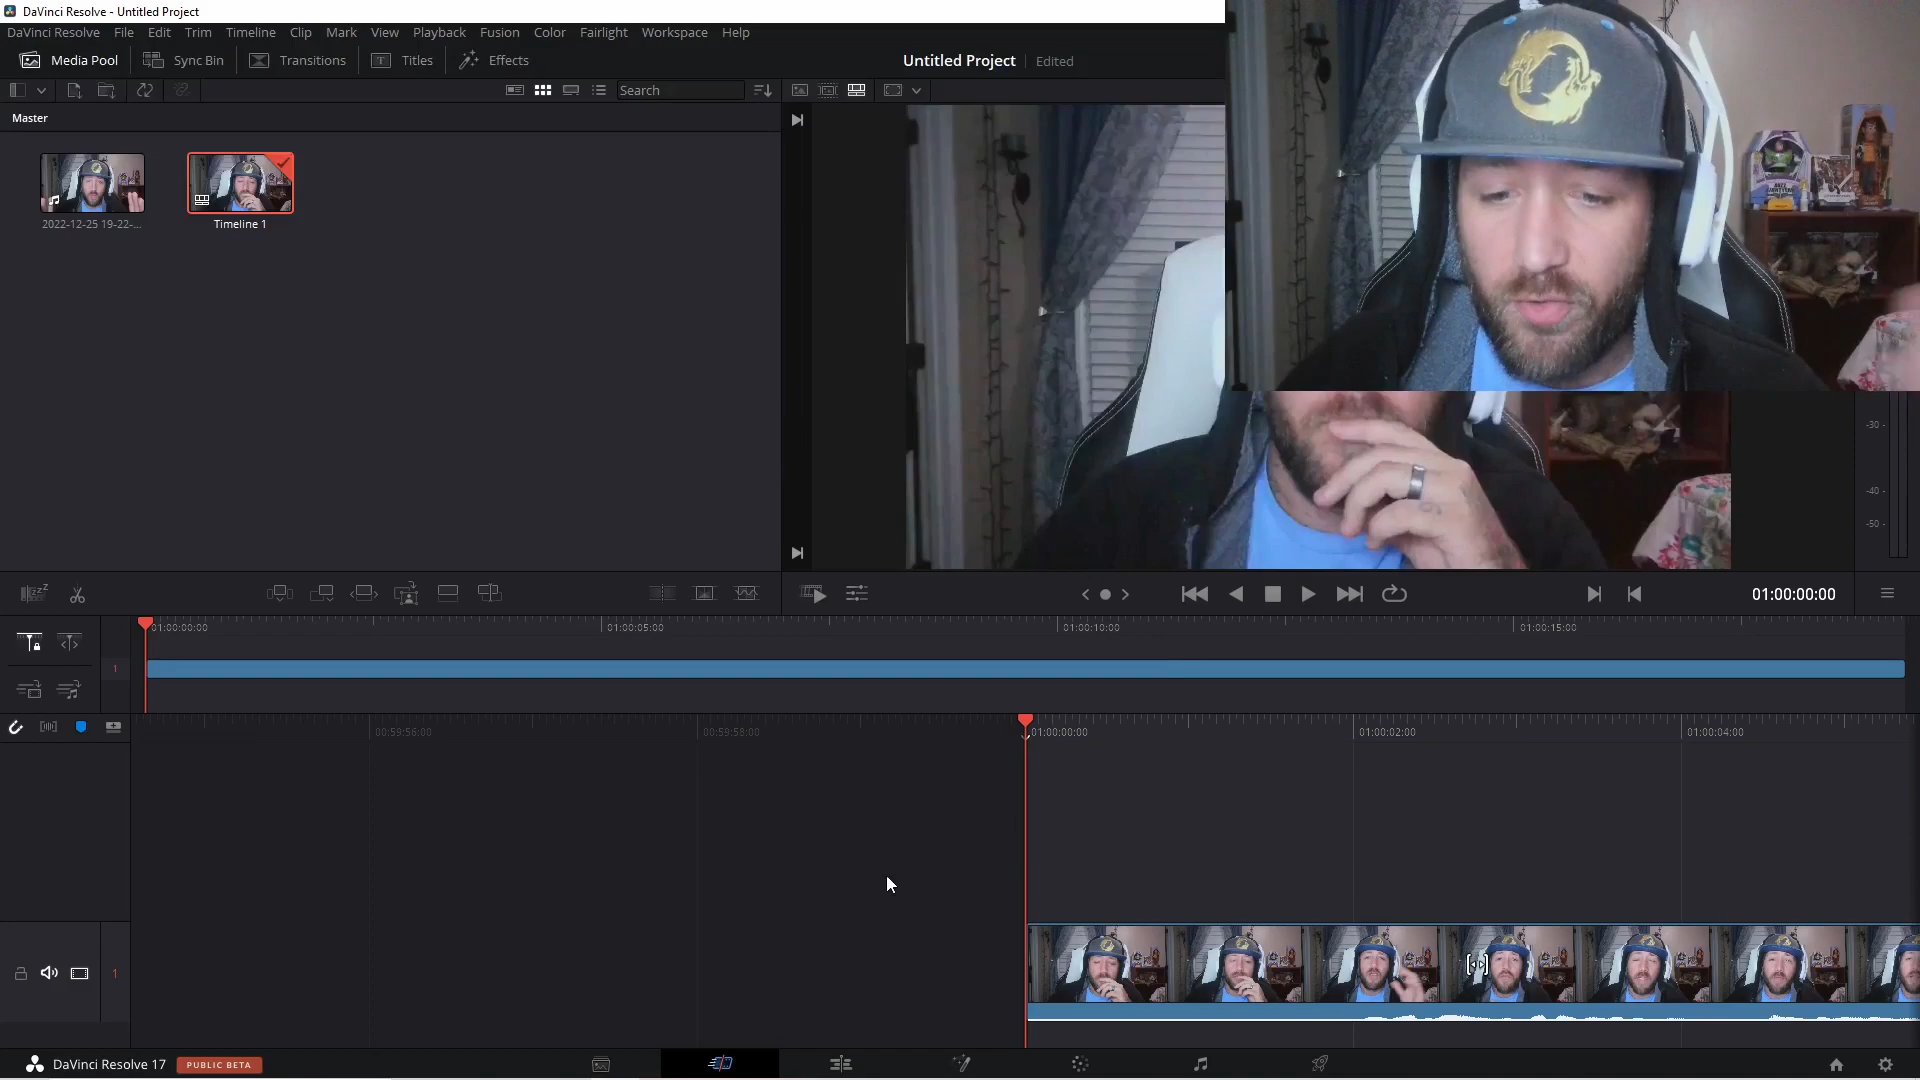 DaVinci Resolve - Untitled Project
DaVinci Resolve File Edit Trim Timeline Clip Mark View Playback Fusion Color Fairlight Workspace Help
Media Pool Sync Bin Transitions Titles Effects
Untitled Project Edited
Search
Master
2022-12-25 19-22-...
Timeline 1
-30
-40
-50
01:00:00:00
01:00:00:00 01:00:05:00 01:00:10:00 01:00:15:00
1
00:59:56:00 00:59:58:00 01:00:00:00 01:00:02:00 01:00:04:00
1
DaVinci Resolve 17 PUBLIC BETA